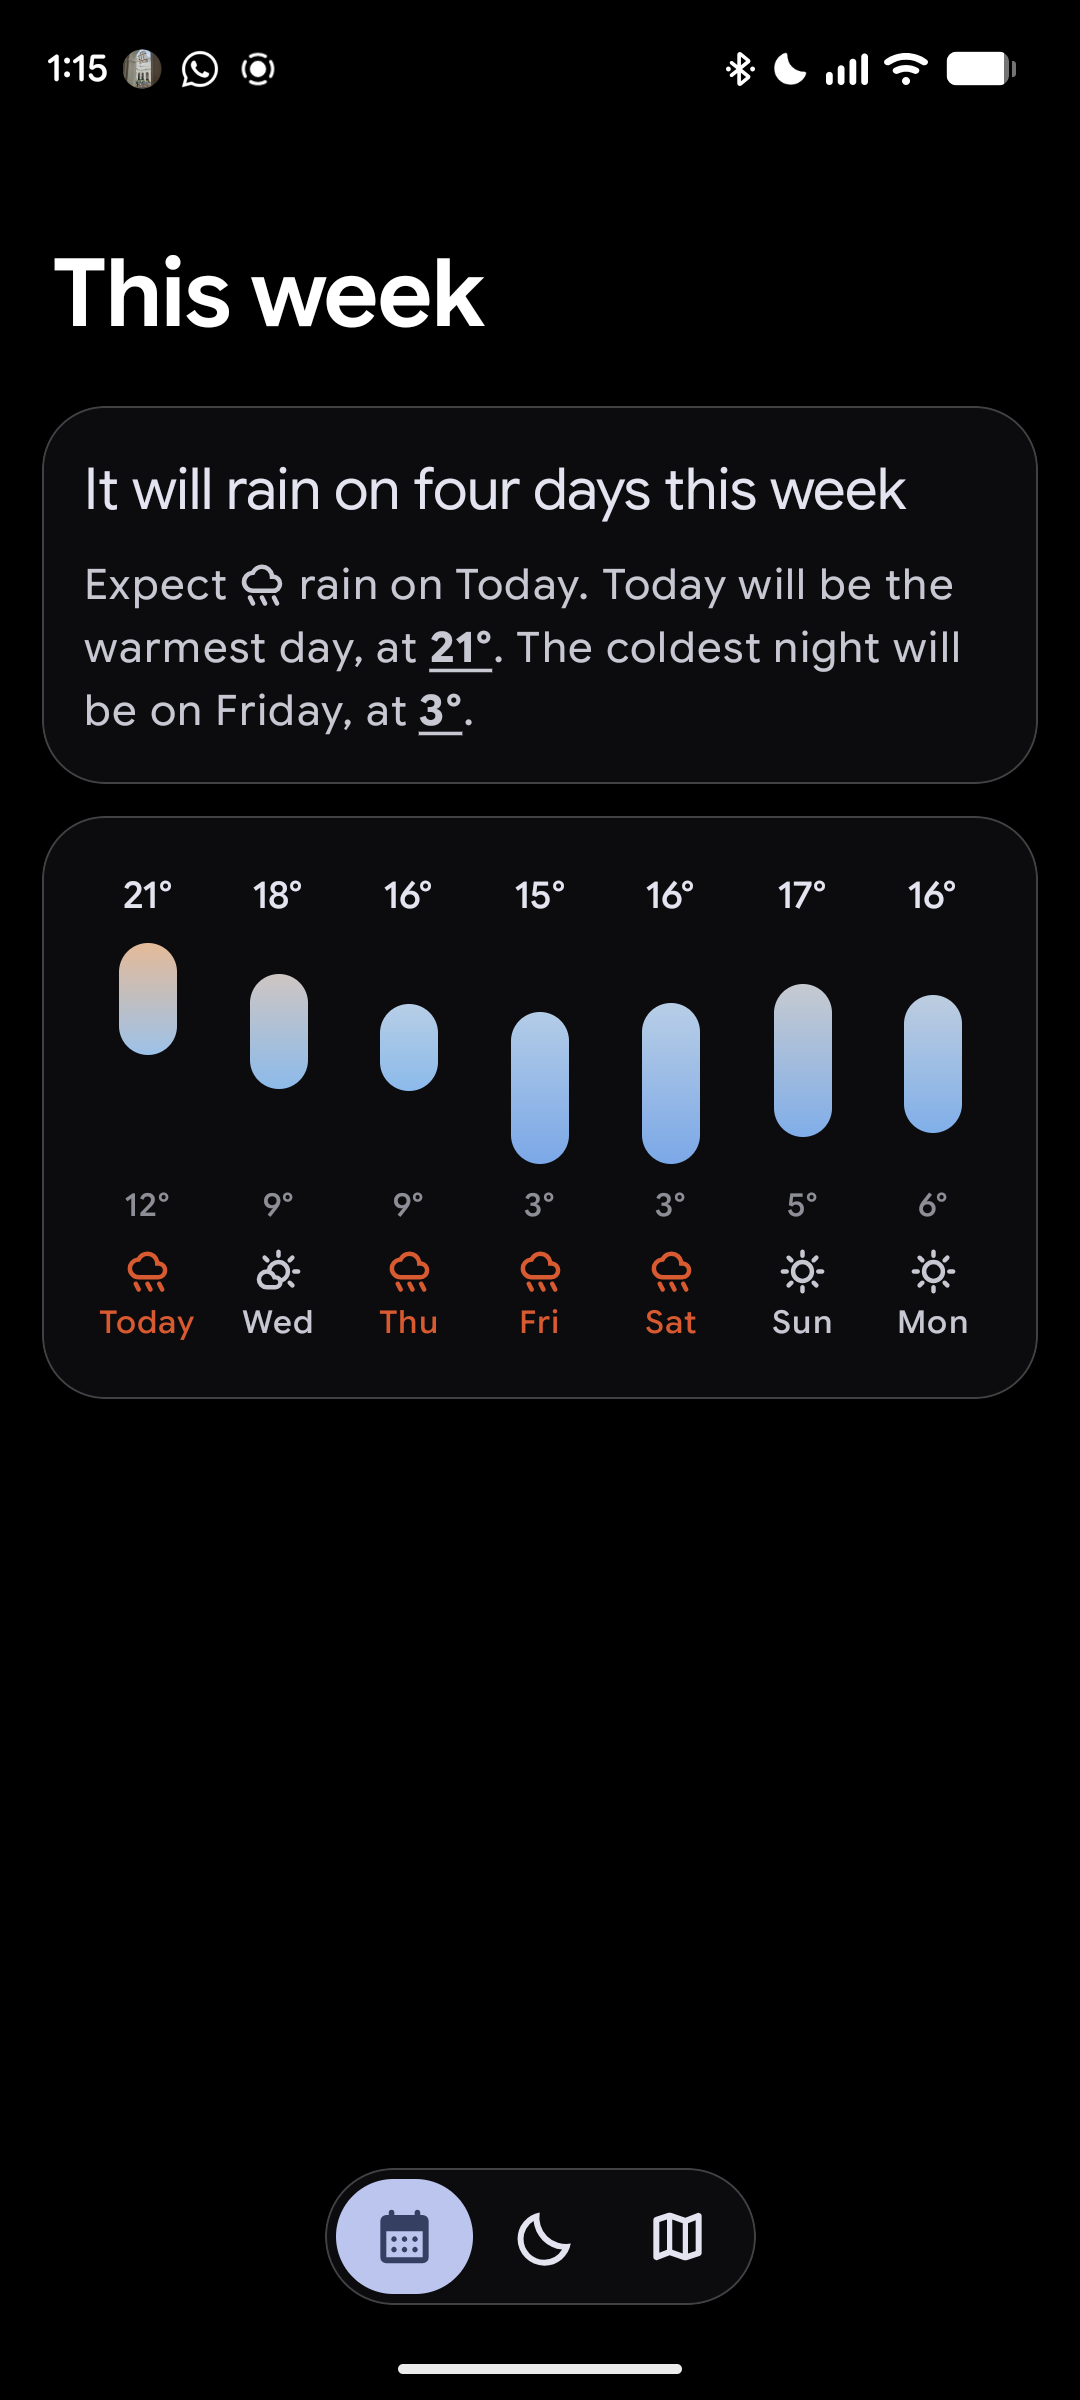 1:15
This week
It will rain on four days this week
Expect rain on Today. Today will be the
warmest day, at 21°. The coldest night will
be on Friday, at 3°.
21° 18° 16° 15° 16° 17° 16°
12° 9° 9° 3° 3° 5° 6°
Today Wed Thu Fri Sat Sun Mon